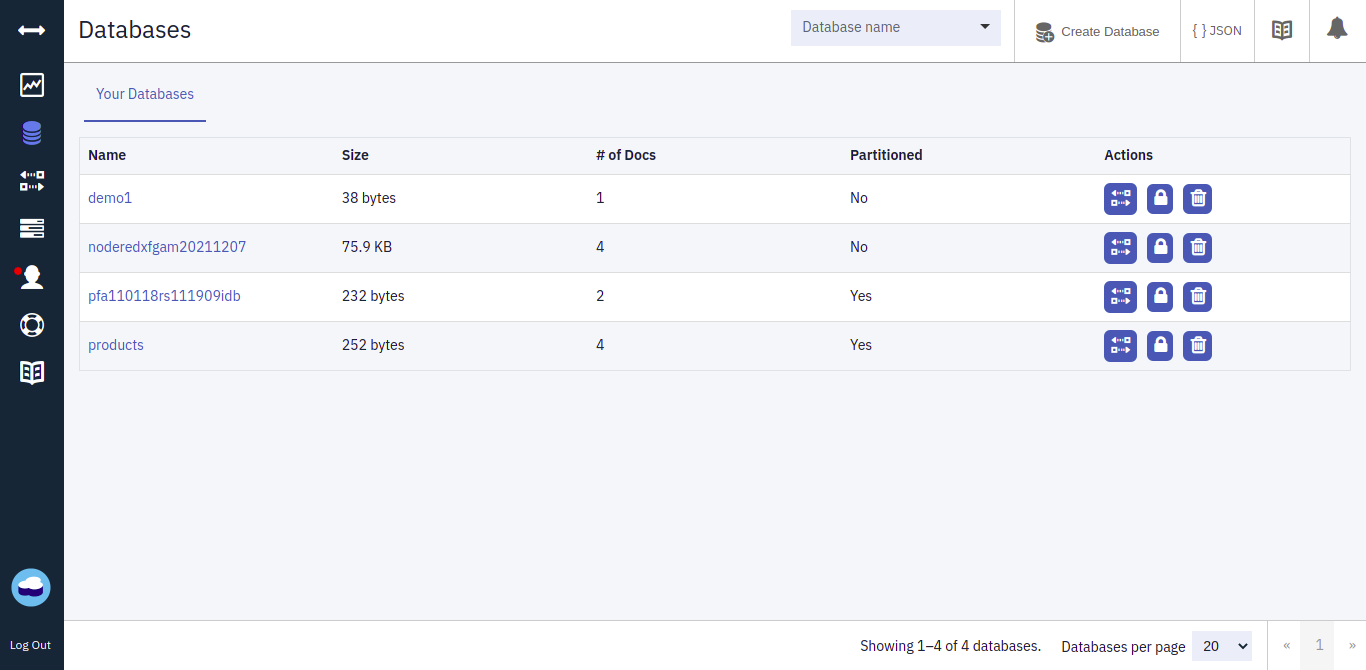 Databases
Database name
Create Database
{ } JSON
Your Databases
Name Size # of Docs Partitioned Actions
demo1 38 bytes 1 No
noderedxfgam20211207 75.9 KB 4 No
pfa110118rs111909idb 232 bytes 2 Yes
products 252 bytes 4 Yes
Log Out
Showing 1–4 of 4 databases. Databases per page 20 « 1 »